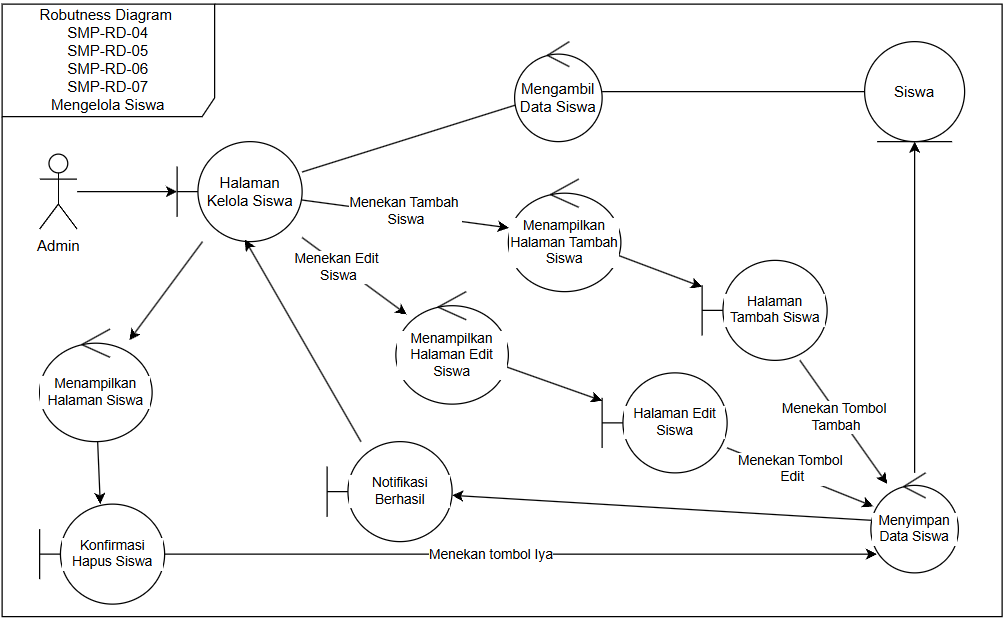 Robutness Diagram
SMP-RD-04
SMP-RD-05
SMP-RD-06
SMP-RD-07
Mengelola Siswa
Mengambil
Data Siswa
Siswa
Admin
Halaman
Kelola Siswa
Menekan Tambah
Siswa
Menampilkan
Halaman Tambah
Siswa
Menekan Edit
Siswa
Halaman
Tambah Siswa
Menampilkan
Halaman Edit
Siswa
Menampilkan
Halaman Siswa
Halaman Edit
Siswa
Menekan Tombol
Tambah
Menekan Tombol
Edit
Notifikasi
Berhasil
Menyimpan
Data Siswa
Konfirmasi
Hapus Siswa
Menekan tombol Iya